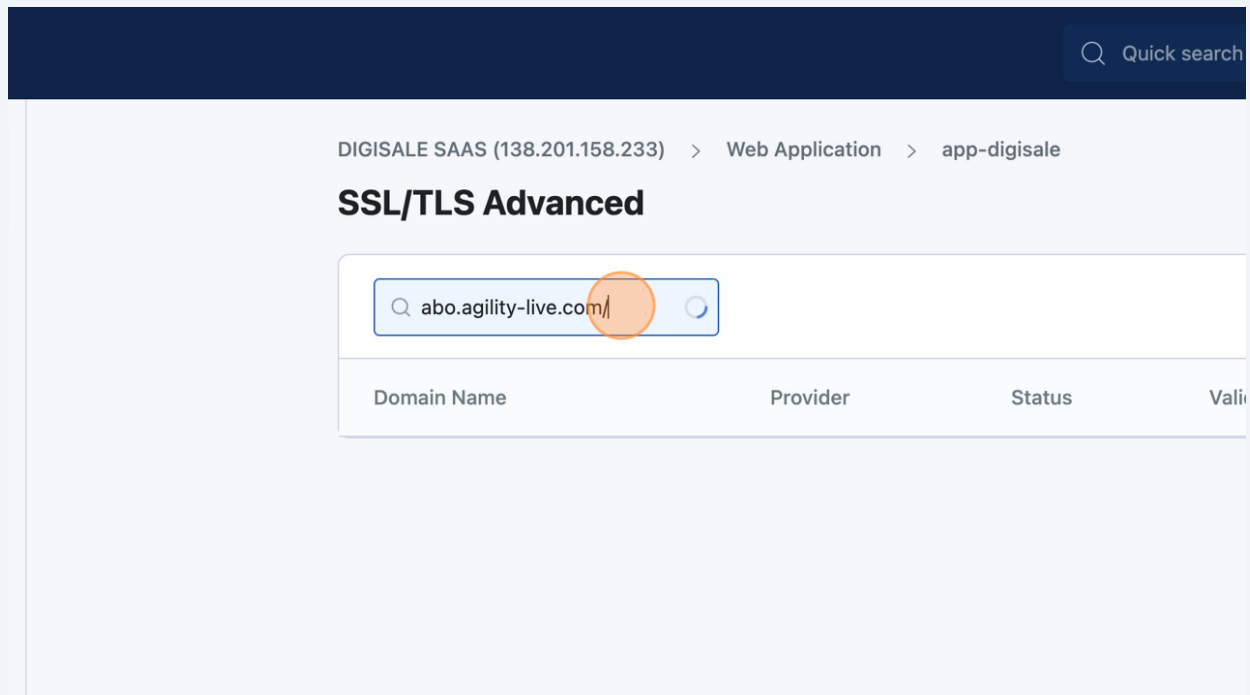 Quick search
DIGISALE SAAS (138.201.158.233) > Web Application > app-digisale
SSL/TLS Advanced
abo.agility-live.com/
Domain Name Provider Status